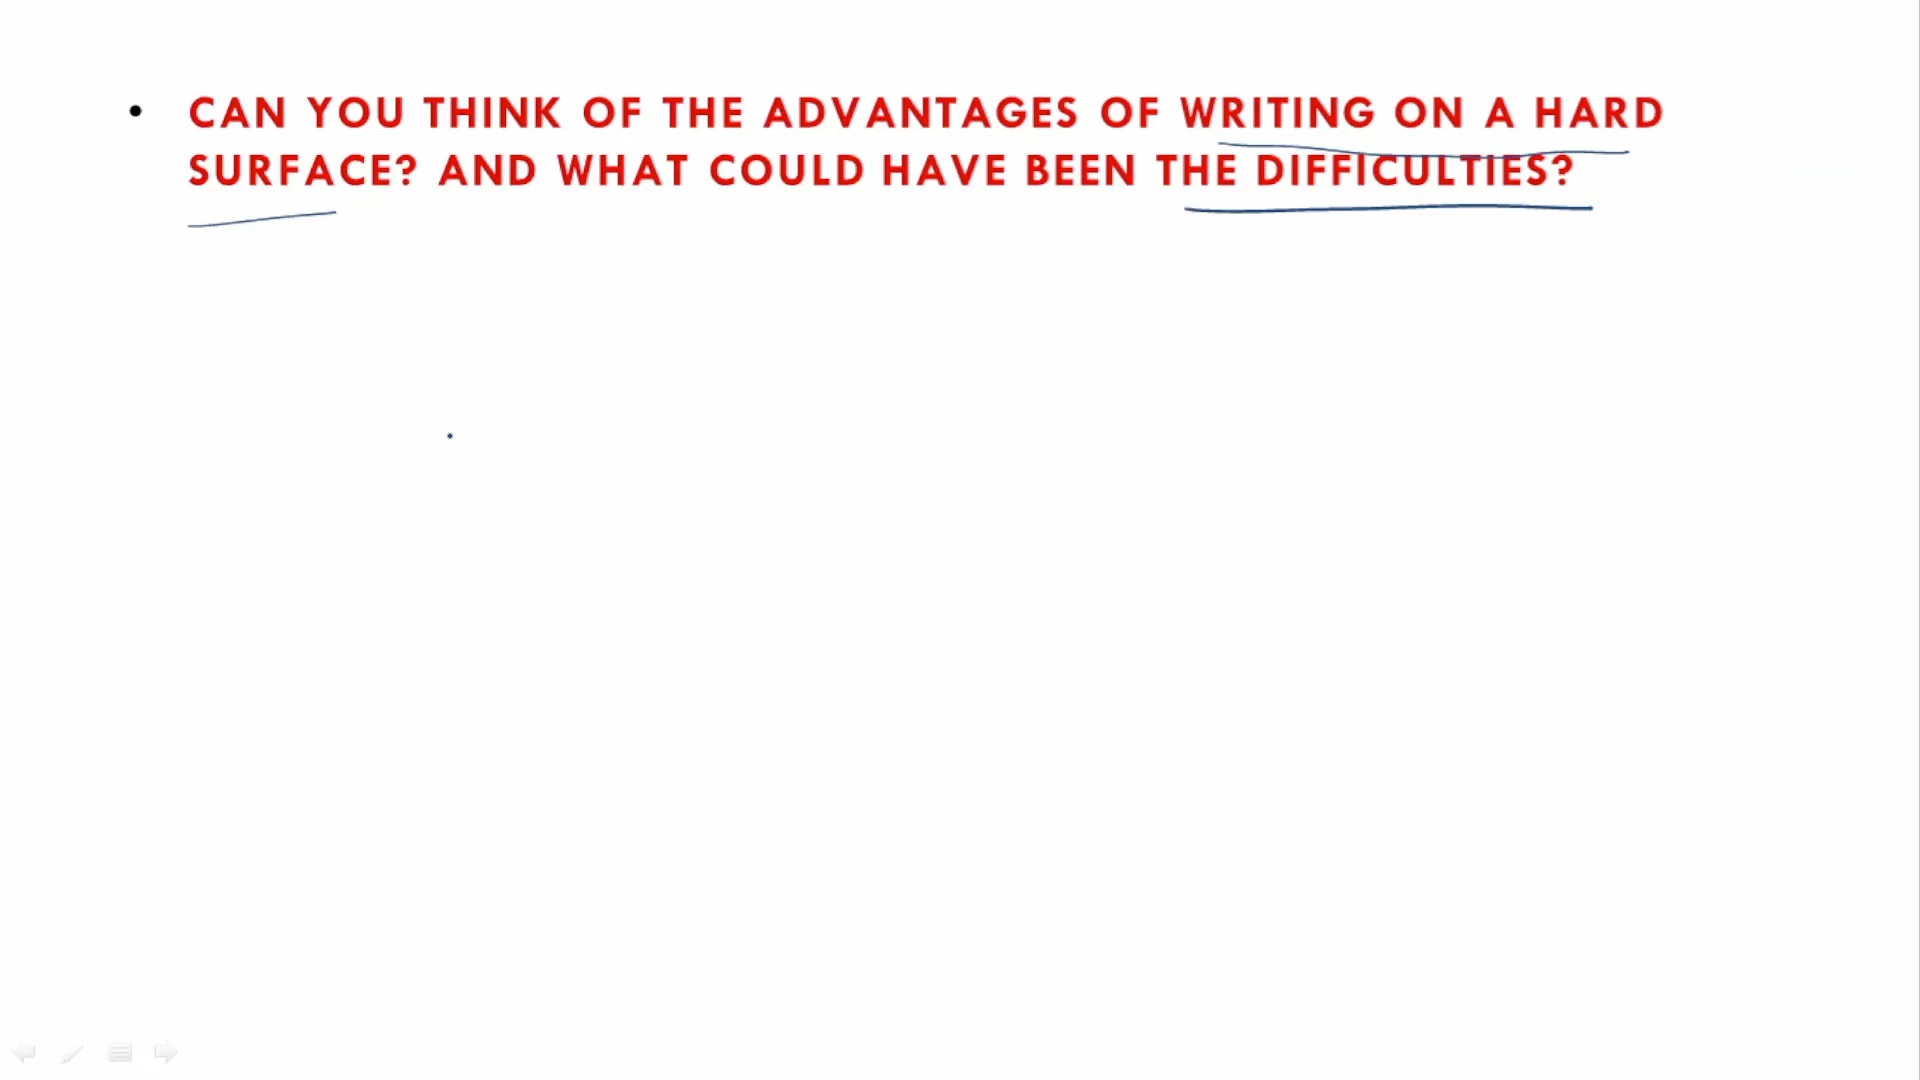 • CAN YOU THINK OF THE ADVANTAGES OF WRITING ON A HARD
SURFACE? AND WHAT COULD HAVE BEEN THE DIFFICULTIES?